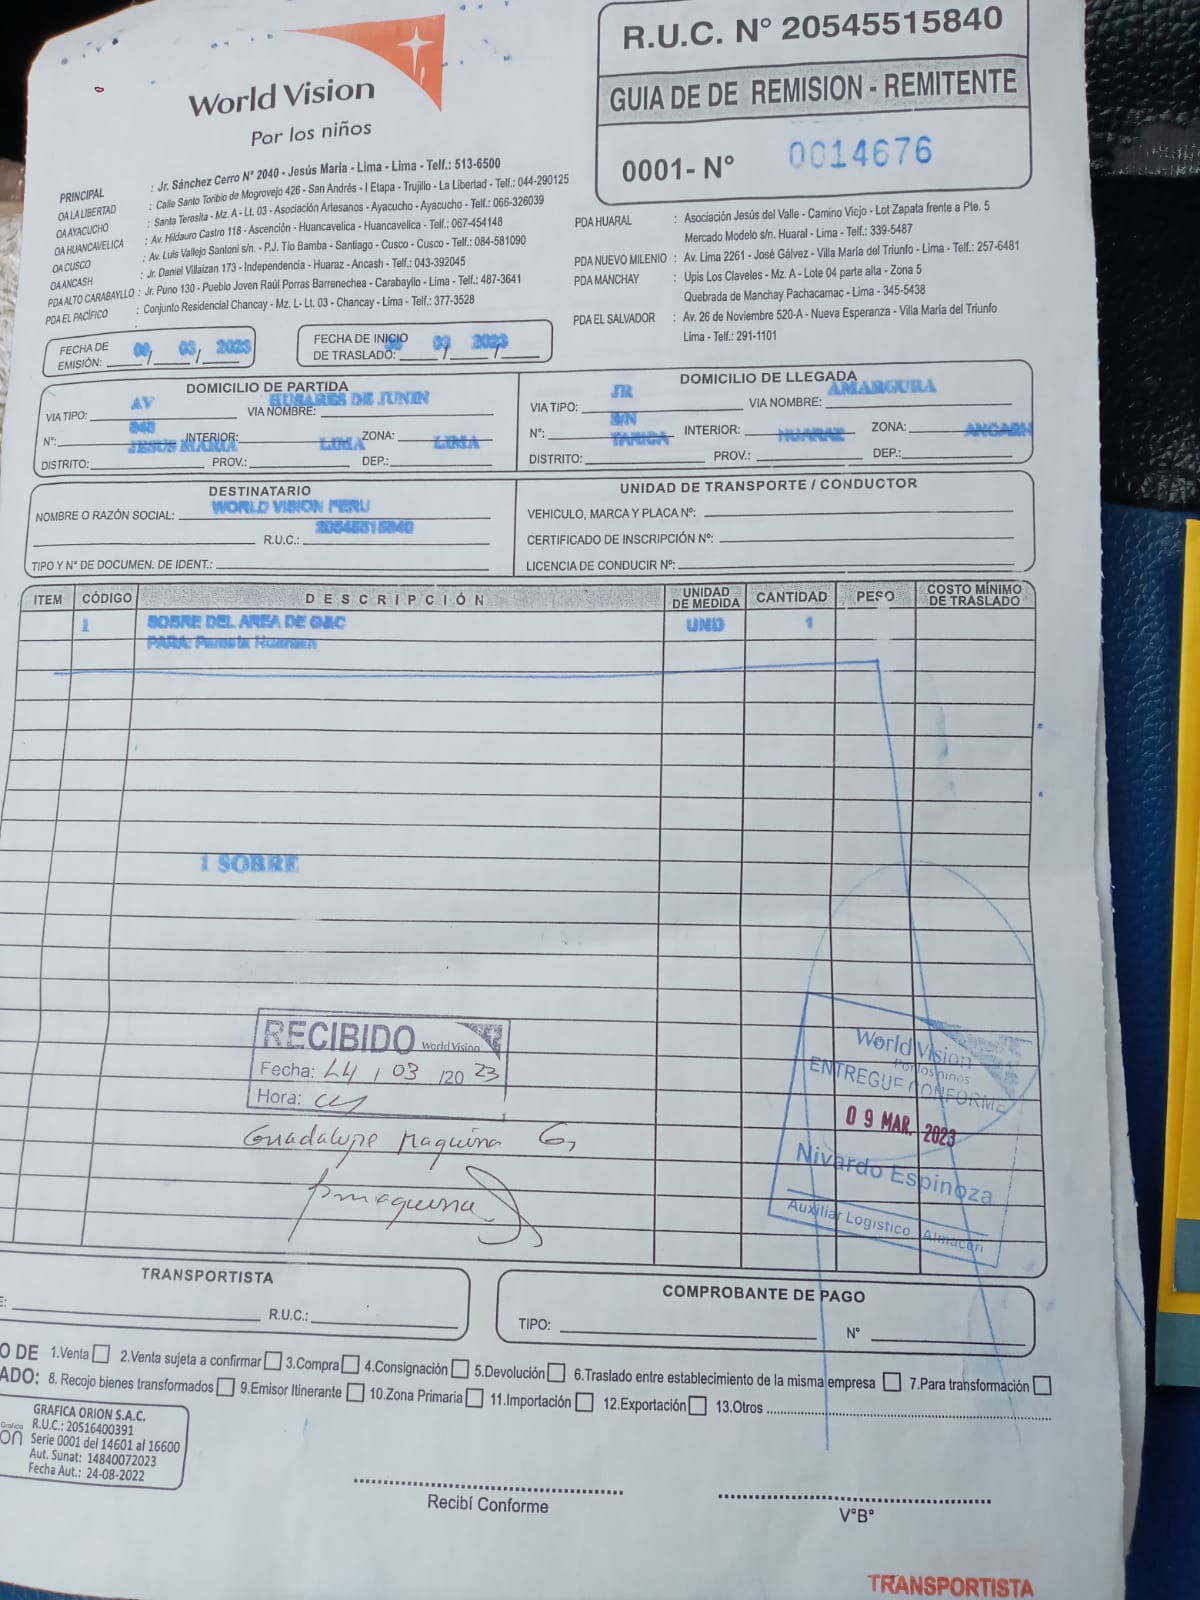 World Vision
Por los niños
R.U.C. N° 20545515840
GUIA DE DE REMISION - REMITENTE
0001- N° 0014676
PRINCIPAL : Jr. Sánchez Cerro N° 2040 - Jesús María - Lima - Lima - Telf.: 513-6500
OA LA LIBERTAD : Calle Santo Toribio de Mogrovejo 426 - San Andrés - I Etapa - Trujillo - La Libertad - Telf.: 044-290125
OA AYACUCHO : Santa Teresita - Mz. A - Lt. 03 - Asociación Artesanos - Ayacucho - Ayacucho - Telf.: 066-326039
OA HUANCAVELICA : Av. Hildauro Castro 118 - Ascención - Huancavelica - Huancavelica - Telf.: 067-454148
OA CUSCO : Av. Luis Vallejo Santoni s/n. - P.J. Tío Bamba - Santiago - Cusco - Cusco - Telf.: 084-581090
OA ANCASH : Jr. Daniel Villaizan 173 - Independencia - Huaraz - Ancash - Telf.: 043-392045
PDA ALTO CARABAYLLO : Jr. Puno 130 - Pueblo Joven Raúl Porras Barrenechea - Carabayllo - Lima - Telf.: 487-3641
PDA EL PACÍFICO : Conjunto Residencial Chancay - Mz. L- Lt. 03 - Chancay - Lima - Telf.: 377-3528
PDA HUARAL : Asociación Jesús del Valle - Camino Viejo - Lot Zapata frente a Pte. 5
Mercado Modelo s/n. Huaral - Lima - Telf.: 339-5487
PDA NUEVO MILENIO : Av. Lima 2261 - José Gálvez - Villa María del Triunfo - Lima - Telf.: 257-6481
PDA MANCHAY : Upis Los Claveles - Mz. A - Lote 04 parte alta - Zona 5
Quebrada de Manchay Pachacamac - Lima - 345-5438
PDA EL SALVADOR : Av. 26 de Noviembre 520-A - Nueva Esperanza - Villa María del Triunfo
Lima - Telf.: 291-1101
FECHA DE EMISIÓN: 09 / 03 / 2023
FECHA DE INICIO DE TRASLADO: 09 / 03 / 2023
DOMICILIO DE PARTIDA
VIA TIPO: AV VIA NOMBRE: HUSARES DE JUNIN
N°: INTERIOR: ZONA:
DISTRITO: JESUS MARIA PROV.: LIMA DEP.: LIMA
DOMICILIO DE LLEGADA
VIA TIPO: JR VIA NOMBRE: AMARGURA
N°: S/N INTERIOR: ZONA:
DISTRITO: TARICA PROV.: HUARAZ DEP.: ANCASH
DESTINATARIO
NOMBRE O RAZÓN SOCIAL: WORLD VISION PERU
R.U.C.: 20545515840
TIPO Y N° DE DOCUMEN. DE IDENT.:
UNIDAD DE TRANSPORTE / CONDUCTOR
VEHICULO, MARCA Y PLACA N°:
CERTIFICADO DE INSCRIPCIÓN N°:
LICENCIA DE CONDUCIR N°:
ITEM CÓDIGO DESCRIPCIÓN UNIDAD DE MEDIDA CANTIDAD PESO COSTO MÍNIMO DE TRASLADO
1 SOBRE DEL AREA DE G&C UND 1
PARA: Pamela
1 SOBRE
RECIBIDO World Vision
Fecha: 14 / 03 /20 23
Hora:
Guadalupe Maquina G,
World Vision
Por los niños
ENTREGUE CONFORME
09 MAR. 2023
Nivardo Espinoza
Auxiliar Logístico Almacén
TRANSPORTISTA
R.U.C.:
COMPROBANTE DE PAGO
TIPO: N°
O DE 1.Venta 2.Venta sujeta a confirmar 3.Compra 4.Consignación 5.Devolución 6.Traslado entre establecimiento de la misma empresa 7.Para transformación
ADO: 8. Recojo bienes transformados 9.Emisor Itinerante 10.Zona Primaria 11.Importación 12.Exportación 13.Otros
GRAFICA ORION S.A.C.
R.U.C.: 20516400391
Serie 0001 del 14601 al 16600
Aut. Sunat: 14840072023
Fecha Aut.: 24-08-2022
Recibí Conforme
V°B°
TRANSPORTISTA